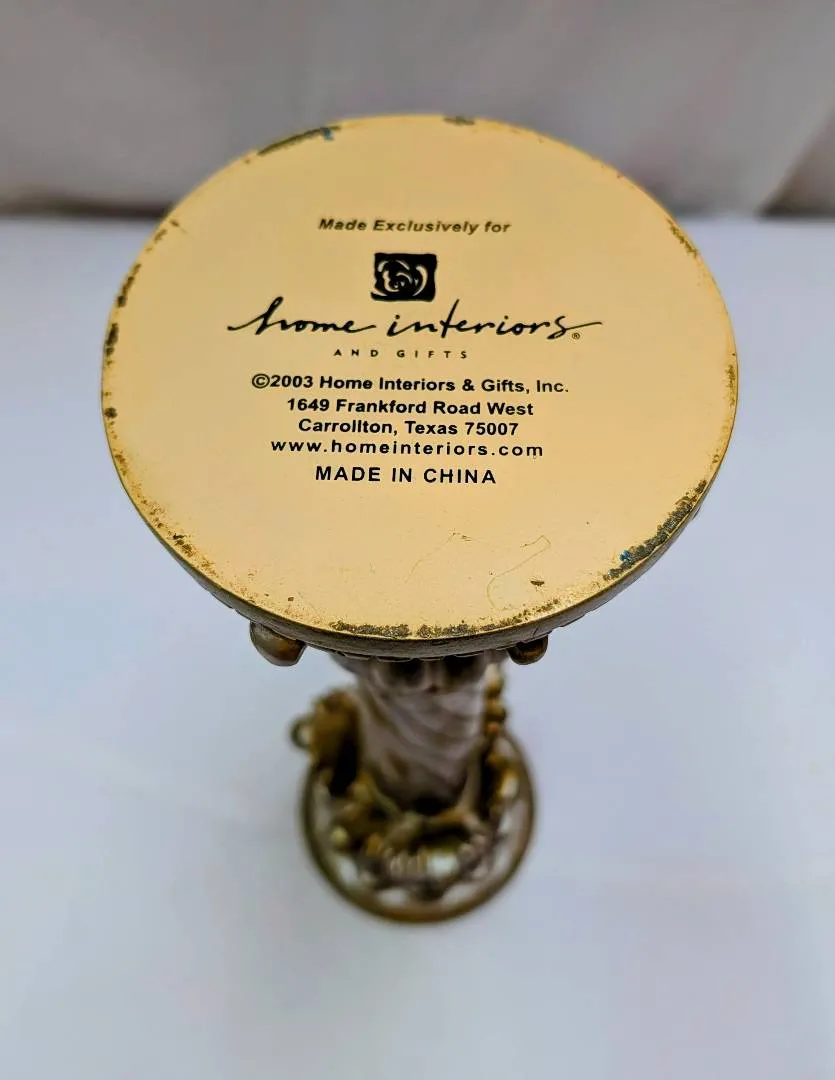 Made Exclusively for
home interiors®
AND GIFTS
©2003 Home Interiors & Gifts, Inc.
1649 Frankford Road West
Carrollton, Texas 75007
www.homeinteriors.com
MADE IN CHINA